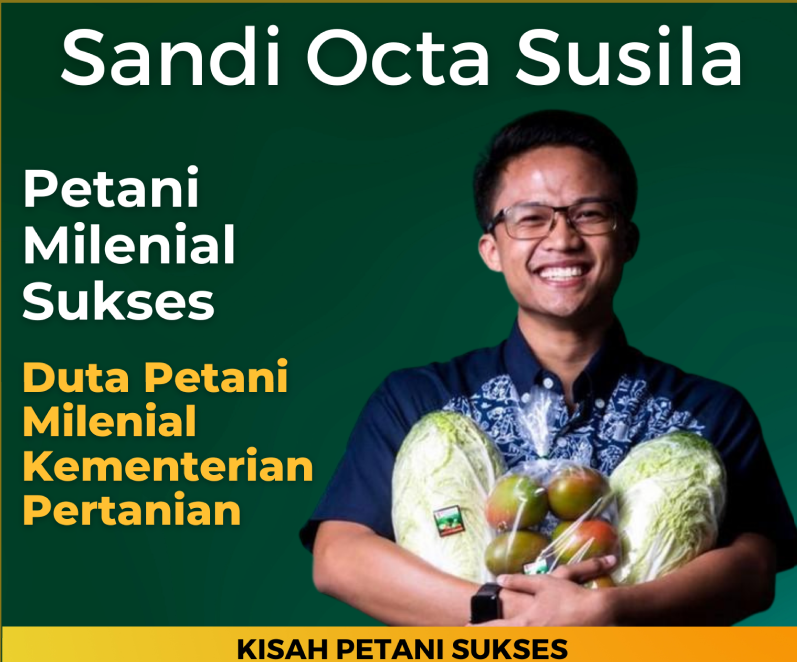 Sandi Octa Susila
Petani
Milenial
Sukses
Duta Petani
Milenial
Kementerian
Pertanian
KISAH PETANI SUKSES